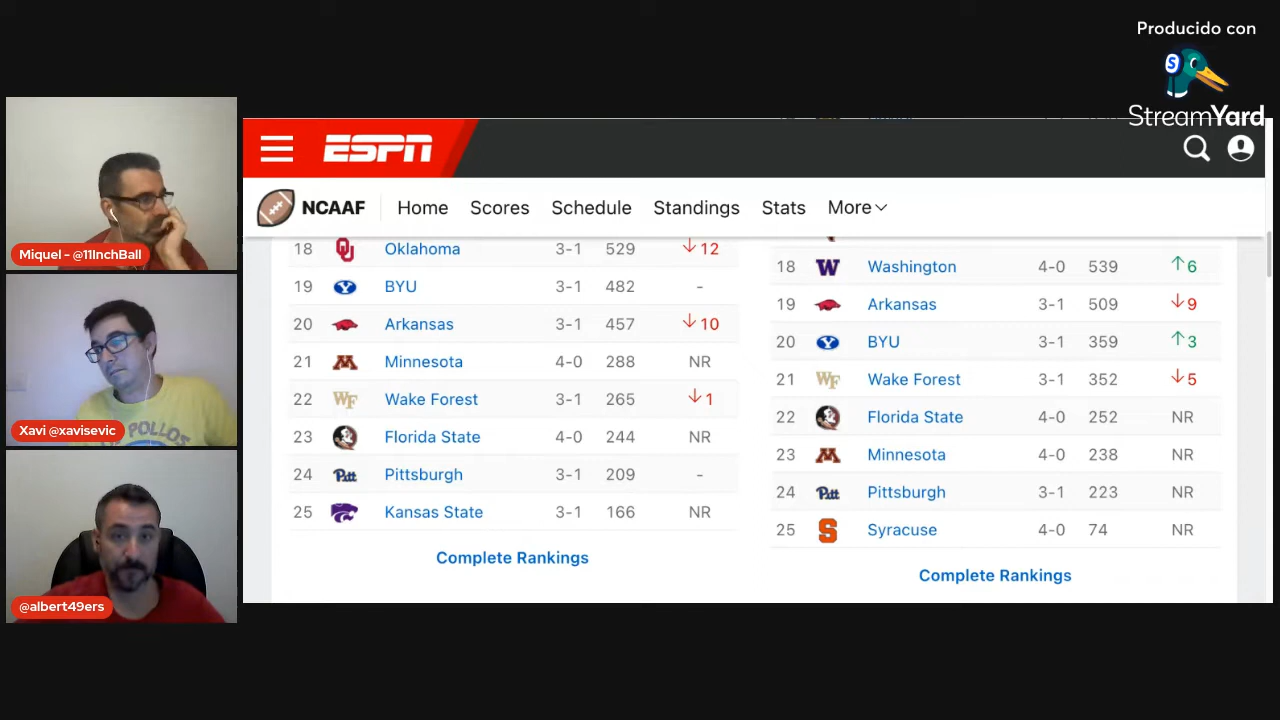 Producido con
StreamYard
ESPN
NCAAF Home Scores Schedule Standings Stats More
18 Oklahoma 3-1 529 ↓12
19 BYU 3-1 482 -
20 Arkansas 3-1 457 ↓10
21 Minnesota 4-0 288 NR
22 Wake Forest 3-1 265 ↓1
23 Florida State 4-0 244 NR
24 Pittsburgh 3-1 209 -
25 Kansas State 3-1 166 NR
Complete Rankings
18 Washington 4-0 539 ↑6
19 Arkansas 3-1 509 ↓9
20 BYU 3-1 359 ↑3
21 Wake Forest 3-1 352 ↓5
22 Florida State 4-0 252 NR
23 Minnesota 4-0 238 NR
24 Pittsburgh 3-1 223 NR
25 Syracuse 4-0 74 NR
Complete Rankings
Miquel - @11InchBall
POLLOS
Xavi @xavisevic
@albert49ers